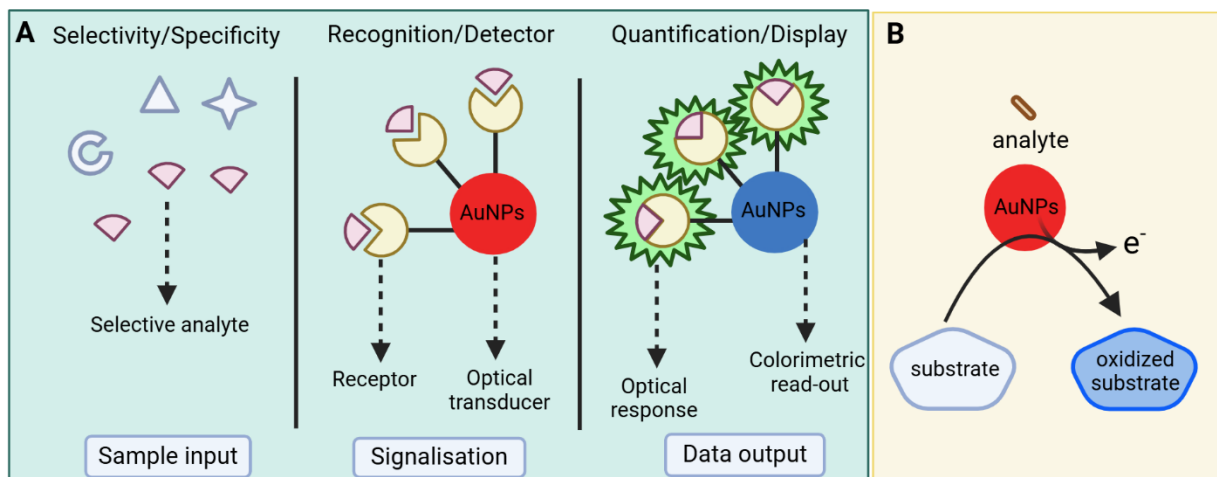 A
Selectivity/Specificity
Selective analyte
Sample input
Recognition/Detector
AuNPs
Receptor
Optical
transducer
Signalisation
Quantification/Display
AuNPs
Optical
response
Colorimetric
read-out
Data output
B
analyte
AuNPs
e-
substrate
oxidized
substrate